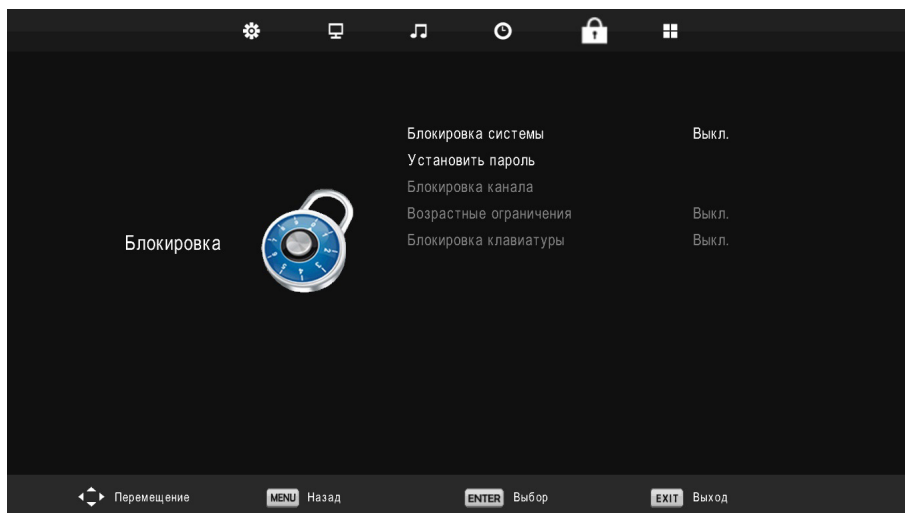 Блокировка системы Выкл.
Установить пароль
Блокировка канала
Возрастные ограничения Выкл.
Блокировка клавиатуры Выкл.
Блокировка
Перемещение MENU Назад ENTER Выбор EXIT Выход